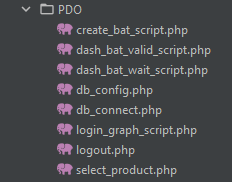 PDO
create_bat_script.php
dash_bat_valid_script.php
dash_bat_wait_script.php
db_config.php
db_connect.php
login_graph_script.php
logout.php
select_product.php